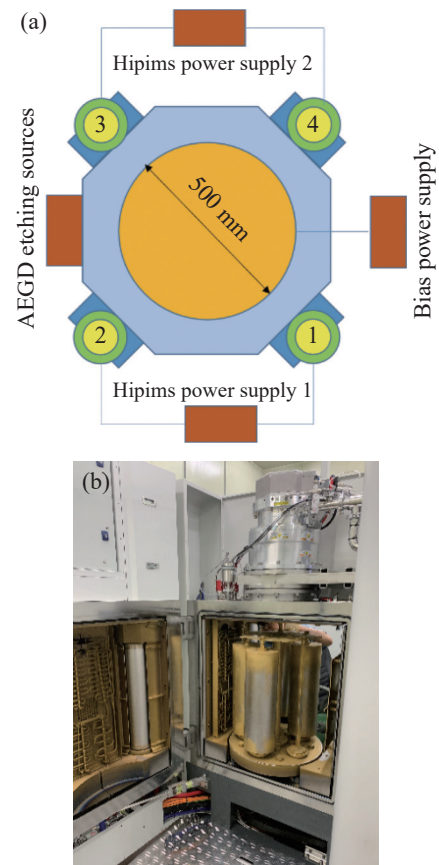 (a)
Hipims power supply 2
3
4
AEGD etching sources
500 mm
Bias power supply
2
1
Hipims power supply 1
(b)